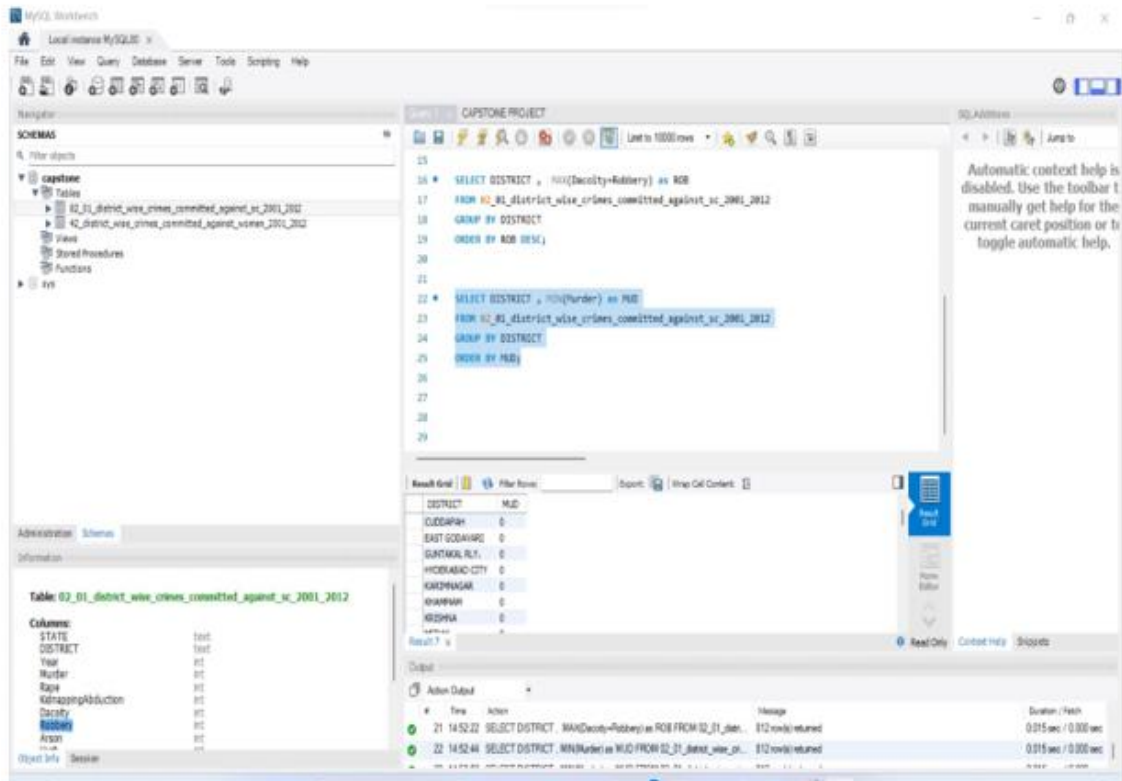 MySQL Workbench
Local instance MySQL80 x
File Edit View Query Database Server Tools Scripting Help
Navigator
SCHEMAS
Filter objects
capstone
Tables
02_01_district_wise_crimes_committed_against_sc_2001_2012
42_district_wise_crimes_committed_against_women_2001_2012
Views
Stored Procedures
Functions
sys
Administration Schemas
Information
Table: 02_01_district_wise_crimes_committed_against_sc_2001_2012
Columns:
STATE text
DISTRICT text
Year int
Murder int
Rape int
KidnappingAbduction int
Dacoity int
Robbery int
Arson int
Object Info Session
CAPSTONE PROJECT
Limit to 10000 rows
15
16 SELECT DISTRICT , MAX(Dacoity+Robbery) as ROB
17 FROM 02_01_district_wise_crimes_committed_against_sc_2001_2012
18 GROUP BY DISTRICT
19 ORDER BY ROB DESC;
20
21
22 SELECT DISTRICT , MIN(Murder) as MUD
23 FROM 02_01_district_wise_crimes_committed_against_sc_2001_2012
24 GROUP BY DISTRICT
25 ORDER BY MUD;
26
27
28
29
Result Grid Filter Rows: Export: Wrap Cell Content:
DISTRICT MUD
CUDDAPAH 0
EAST GODAVARI 0
GUNTAKAL RLY. 0
HYDERABAD CITY 0
KARIMNAGAR 0
KHAMMAM 0
KRISHNA 0
Result Grid
Form Editor
Result 7 x
Read Only
Output
Action Output
# Time Action Message Duration / Fetch
21 14:52:22 SELECT DISTRICT , MAX(Dacoity+Robbery) as ROB FROM 02_01_distr... 812 row(s) returned 0.015 sec / 0.000 sec
22 14:52:44 SELECT DISTRICT , MIN(Murder) as MUD FROM 02_01_district_wise_cri... 812 row(s) returned 0.015 sec / 0.000 sec
SQLAdditions
Jump to
Automatic context help is
disabled. Use the toolbar t
manually get help for the
current caret position or to
toggle automatic help.
Context Help Snippets